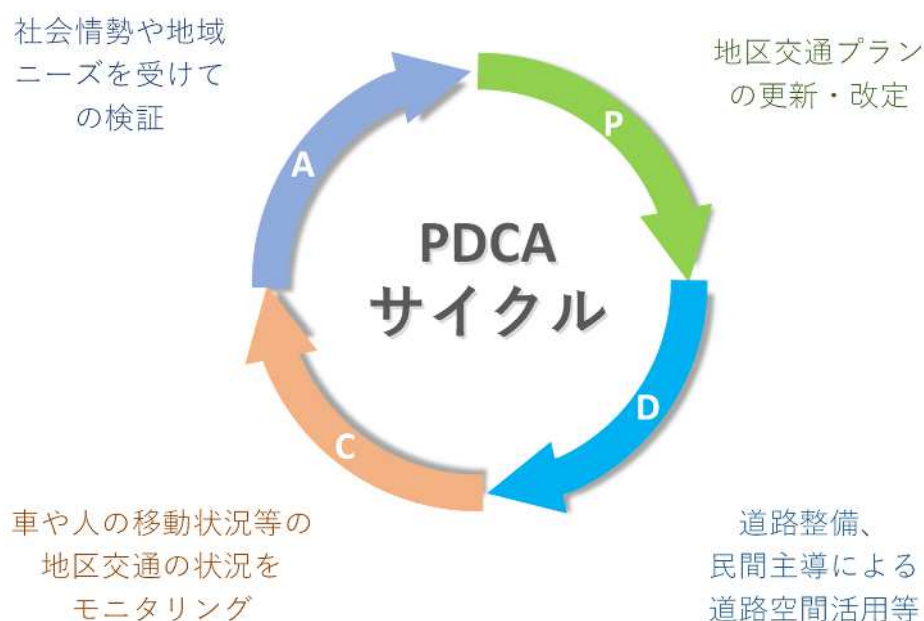 社会情勢や地域
ニーズを受けて
の検証
地区交通プラン
の更新・改定
A
P
PDCA
サイクル
C
D
車や人の移動状況等の
地区交通の状況を
モニタリング
道路整備、
民間主導による
道路空間活用等